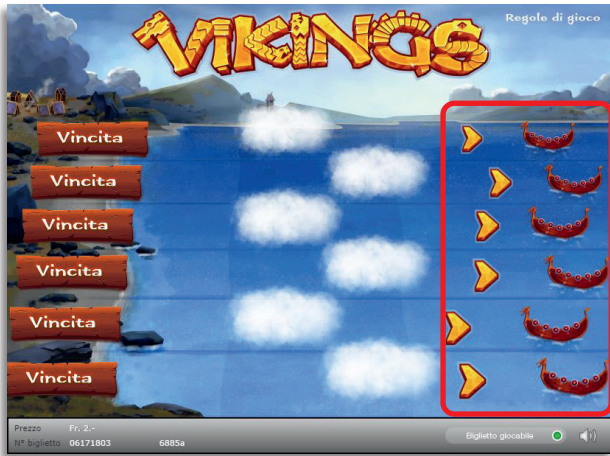 VIKINGS
Regole di gioco
Vincita
Vincita
Vincita
Vincita
Vincita
Vincita
Prezzo Fr. 2.-
N° biglietto 06171803 6885a
Biglietto giocabile